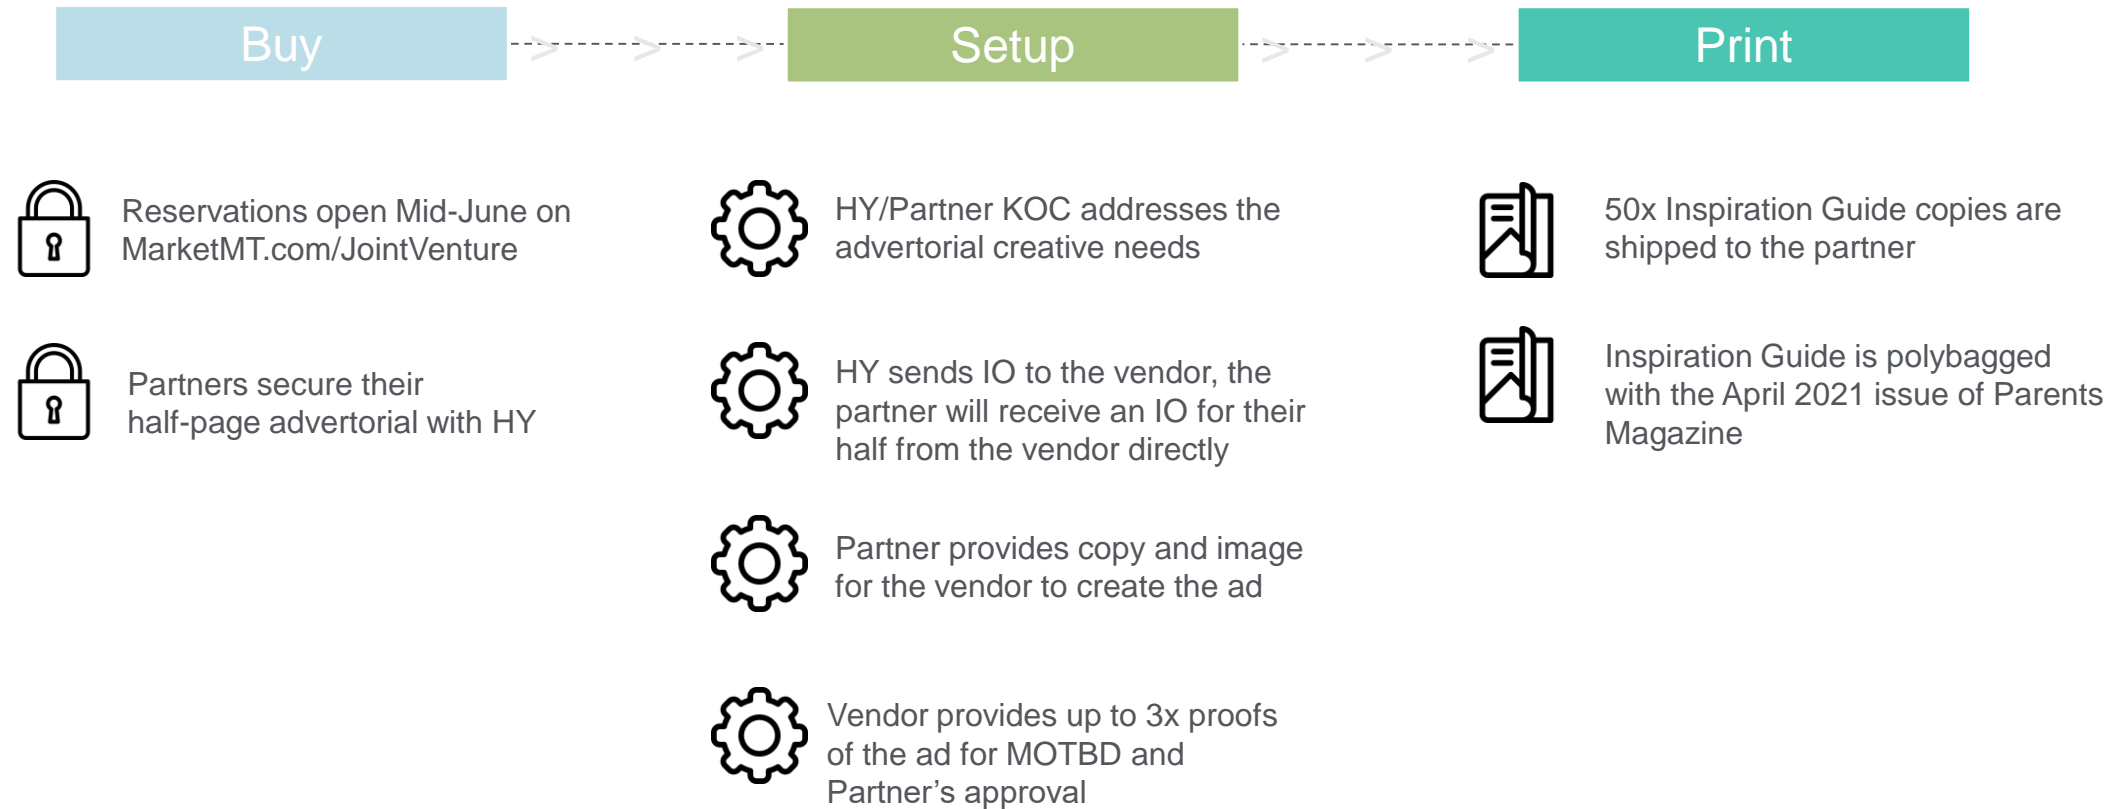 Buy
> > >
Setup
> > >
Print
Reservations open Mid-June on
MarketMT.com/JointVenture
Partners secure their
half-page advertorial with HY
HY/Partner KOC addresses the
advertorial creative needs
HY sends IO to the vendor, the
partner will receive an IO for their
half from the vendor directly
Partner provides copy and image
for the vendor to create the ad
Vendor provides up to 3x proofs
of the ad for MOTBD and
Partner’s approval
50x Inspiration Guide copies are
shipped to the partner
Inspiration Guide is polybagged
with the April 2021 issue of Parents
Magazine